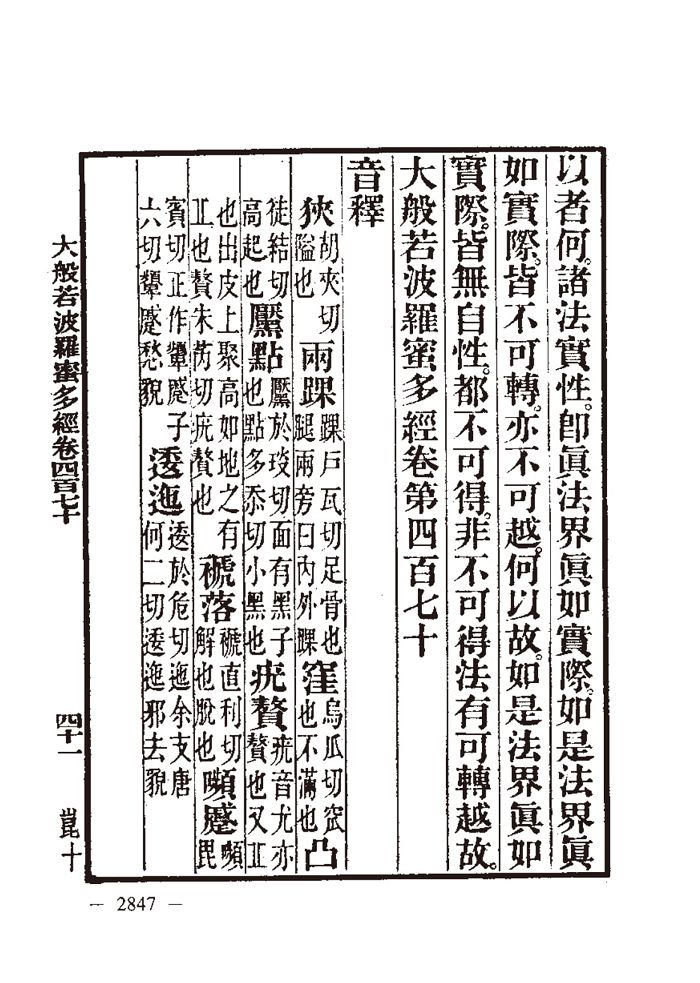 以者何。諸法實性。卽眞法界眞如實際。如是法界眞
如實際。皆不可轉。亦不可越。何以故。如是法界眞如
實際。皆無自性。都不可得。非不可得法有可轉越故。
大般若波羅蜜多經卷第四百七十
音釋
狹胡夾切隘也 兩踝踝戶瓦切足骨也腿兩旁曰內外踝 窪烏瓜切窊也不滿也 凸
徒結切高起也 黶點黶於琰切面有黑子也點多忝切小黑也 疣贅疣音尤亦贅也又丘
也出皮上聚高如地之有丘也贅朱芮切疣贅也 褫落褫直利切解也脫也 嚬蹙嚬毘
賓切正作顰蹙子六切顰蹙愁貌 逶迤逶於危切迤余支唐何二切逶迤邪去貌
大般若波羅蜜多經卷四百七十 四十一 崑十
— 2847 —